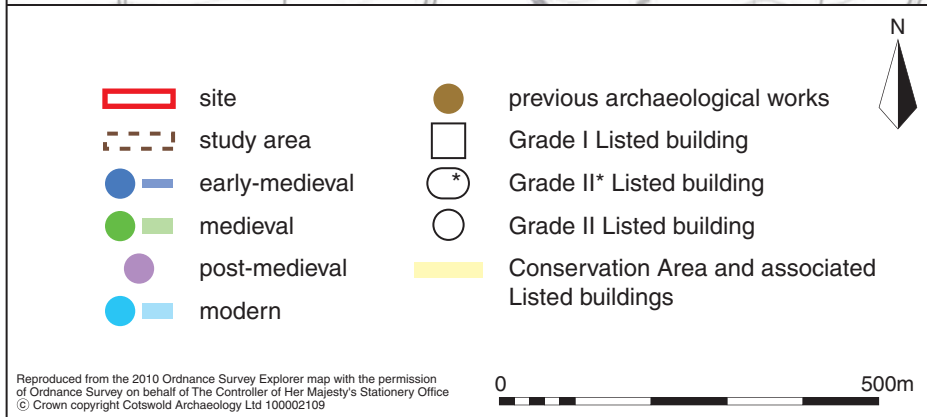 N
site
study area
early-medieval
medieval
post-medieval
modern
previous archaeological works
Grade I Listed building
*
Grade II* Listed building
Grade II Listed building
Conservation Area and associated
Listed buildings
Reproduced from the 2010 Ordnance Survey Explorer map with the permission
of Ordnance Survey on behalf of The Controller of Her Majesty's Stationery Office
© Crown copyright Cotswold Archaeology Ltd 100002109
0 500m